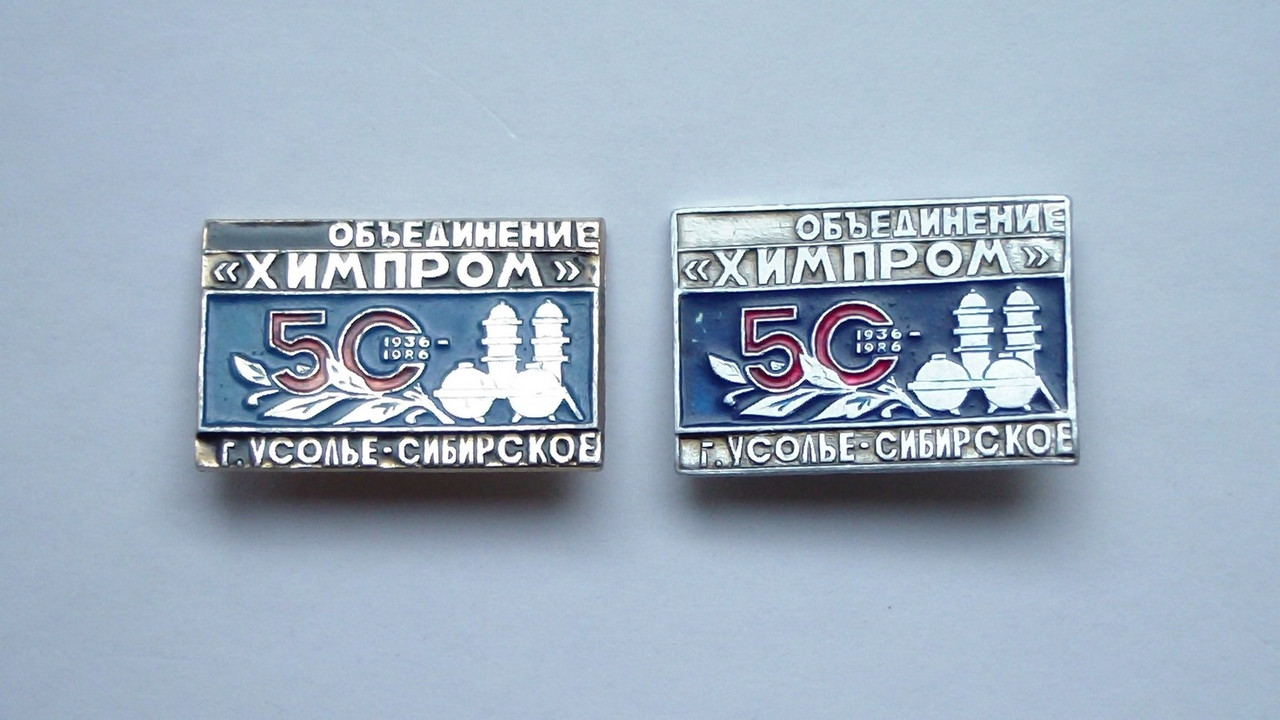 ОБЪЕДИНЕНИЕ
«ХИМПРОМ»
50
1936-
1986
г. УСОЛЬЕ-СИБИРСКОЕ
ОБЪЕДИНЕНИЕ
«ХИМПРОМ»
50
1936-
1986
г. УСОЛЬЕ-СИБИРСКОЕ